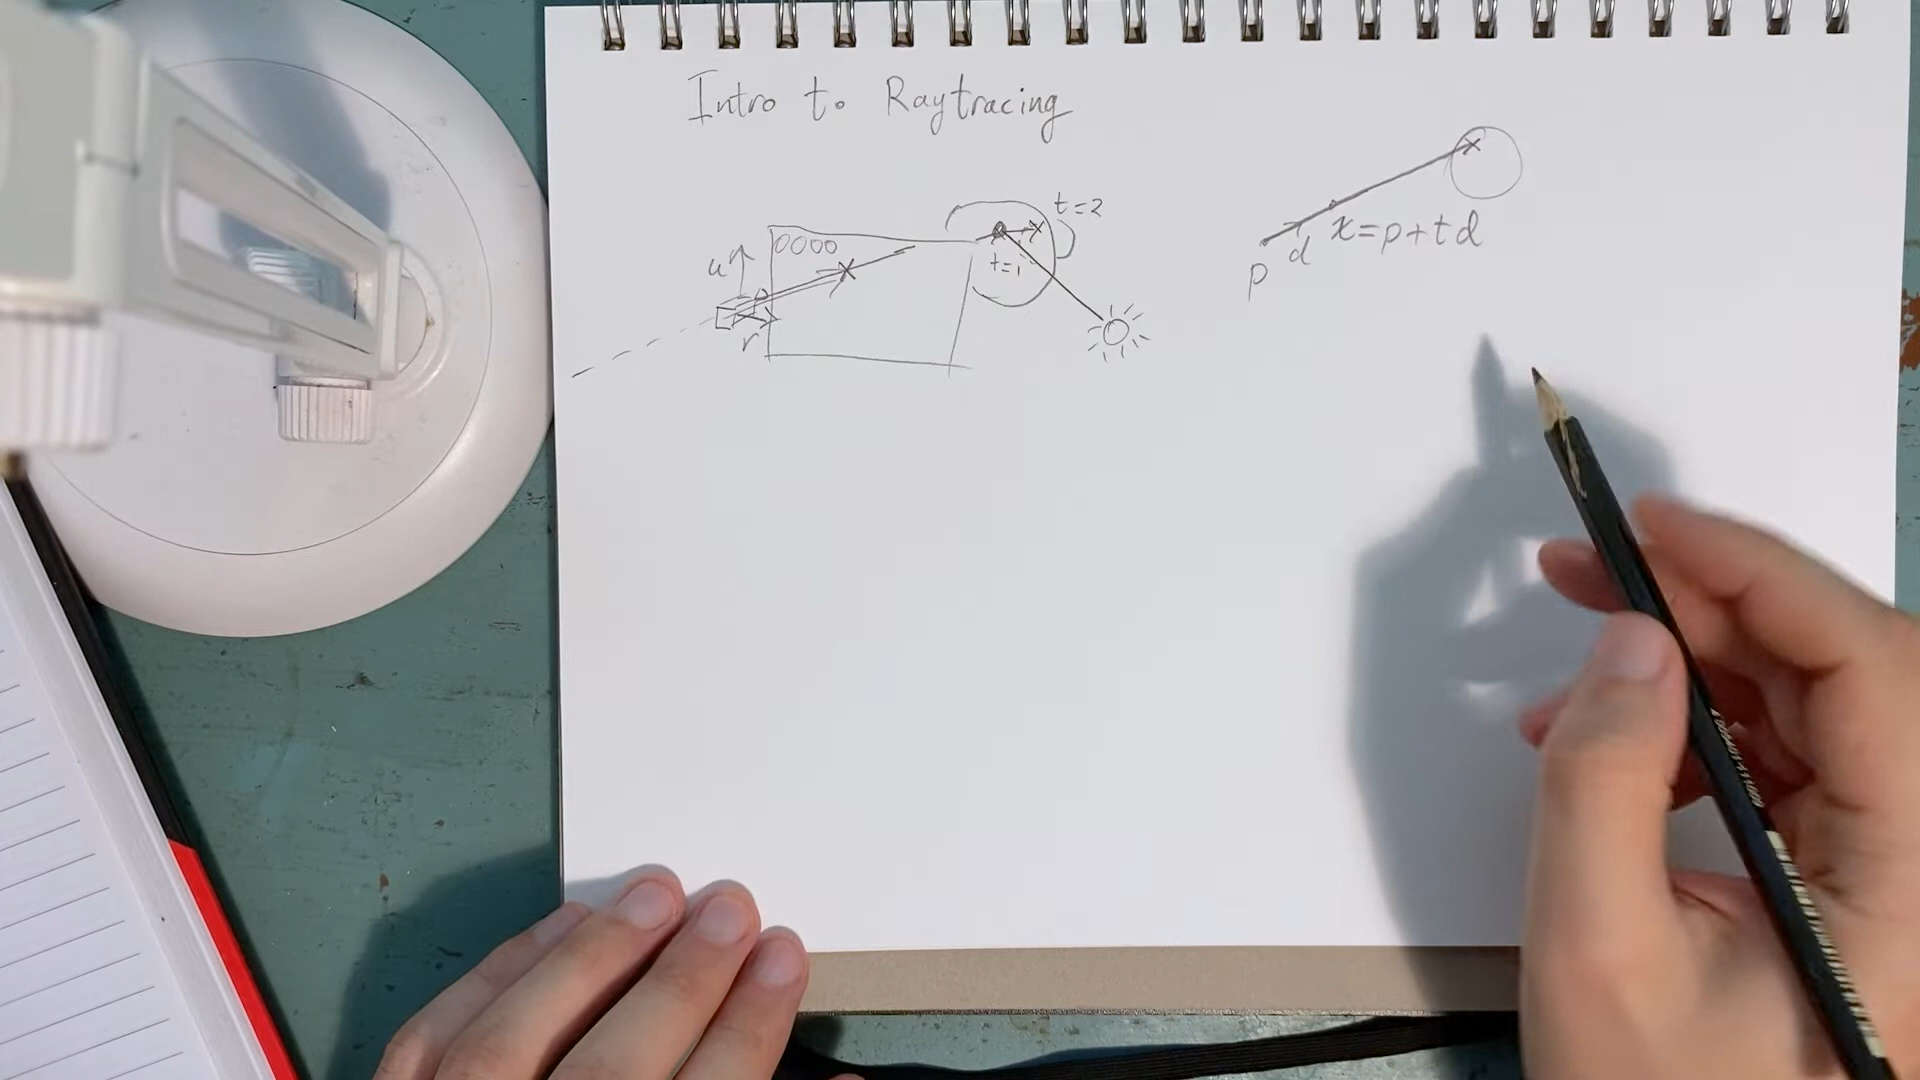 Intro to Raytracing
t=2
u
t=1
r
x=p+td
d
p